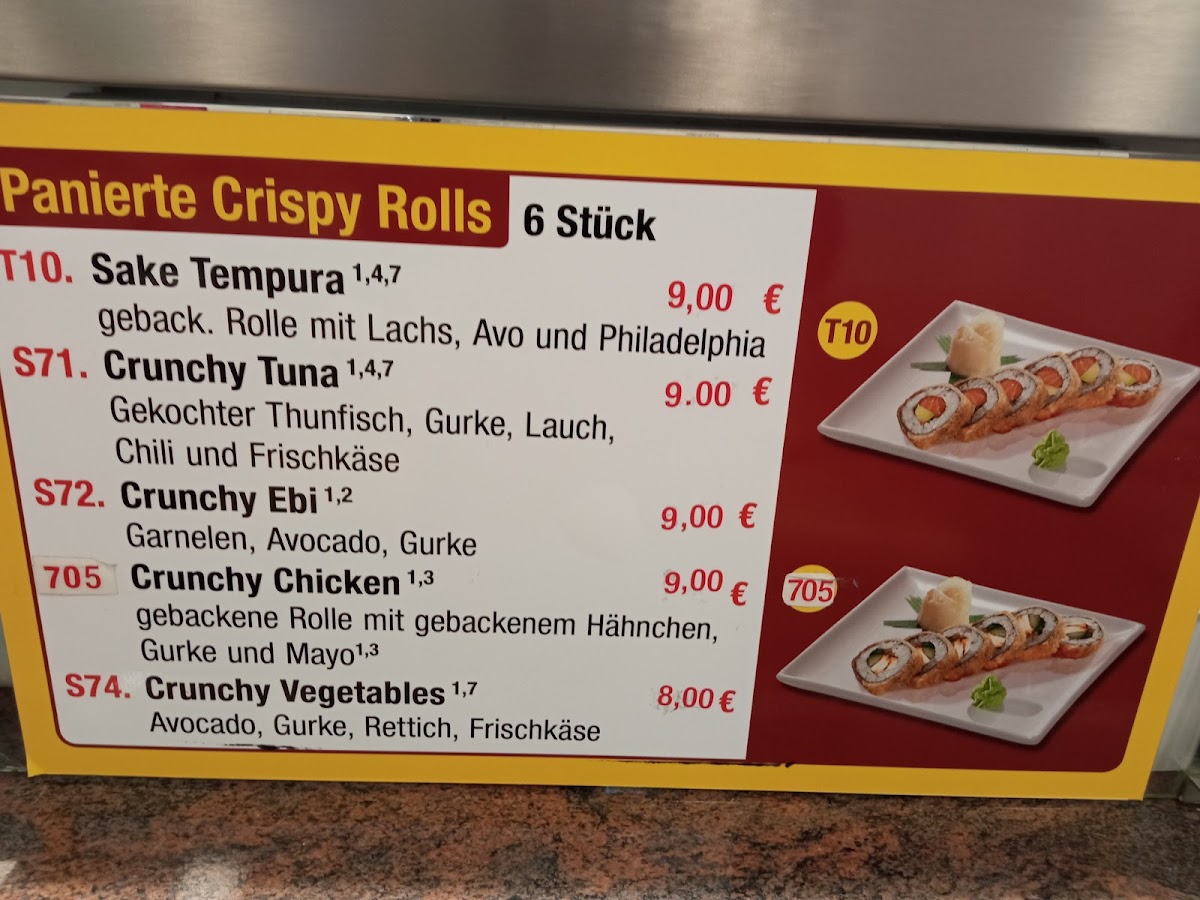 Panierte Crispy Rolls 6 Stück
T10. Sake Tempura 1,4,7 9,00 €
geback. Rolle mit Lachs, Avo und Philadelphia
S71. Crunchy Tuna 1,4,7 9.00 €
Gekochter Thunfisch, Gurke, Lauch,
Chili und Frischkäse
S72. Crunchy Ebi 1,2 9,00 €
Garnelen, Avocado, Gurke
705 Crunchy Chicken 1,3 9,00 €
gebackene Rolle mit gebackenem Hähnchen,
Gurke und Mayo1,3
S74. Crunchy Vegetables 1,7 8,00 €
Avocado, Gurke, Rettich, Frischkäse
T10
705